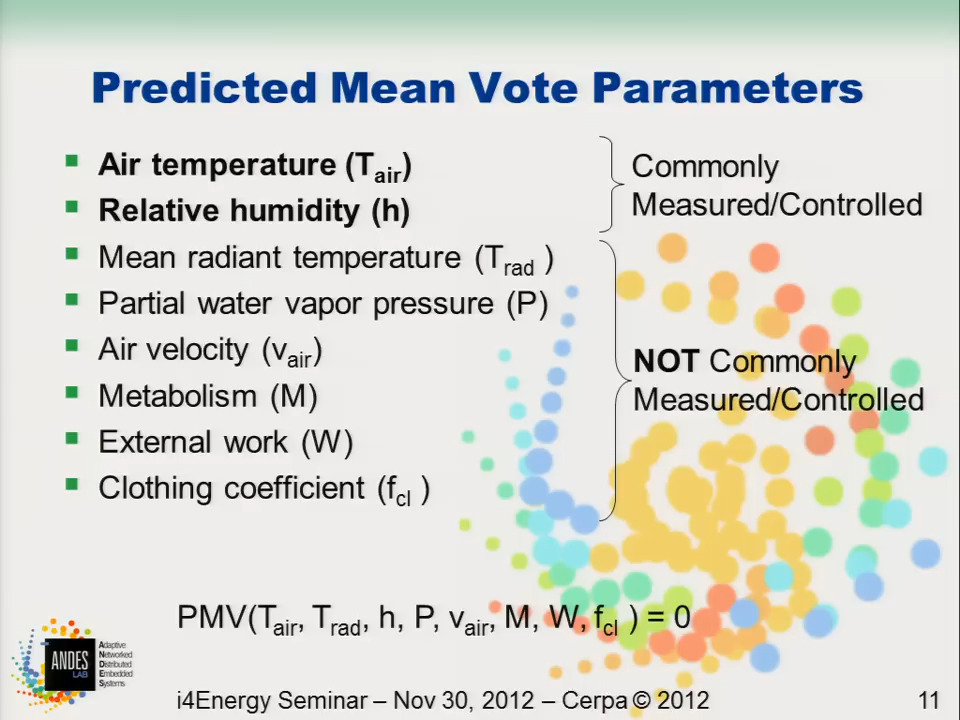 Predicted Mean Vote Parameters
Air temperature (Tair)
Relative humidity (h)
Mean radiant temperature (Trad )
Partial water vapor pressure (P)
Air velocity (vair)
Metabolism (M)
External work (W)
Clothing coefficient (fcl )
Commonly
Measured/Controlled
NOT Commonly
Measured/Controlled
PMV(Tair, Trad, h, P, vair, M, W, fcl ) = 0
ANDES
LAB
Adaptive
Networked
Distributed
Embedded
Systems
i4Energy Seminar – Nov 30, 2012 – Cerpa © 2012
11